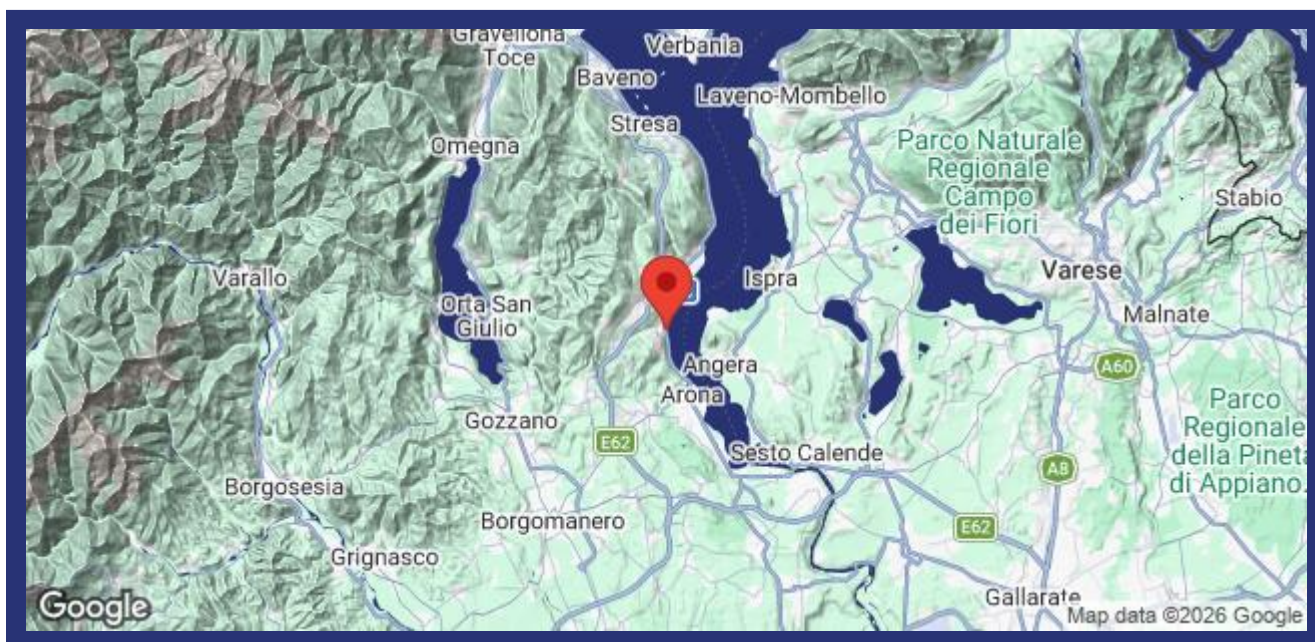 Gravellona
Toce
Verbania
Baveno
Laveno-Mombello
Stresa
Omegna
Parco Naturale
Regionale
Campo
dei Fiori
Stabio
Varallo
Ispra
Varese
Orta San
Giulio
Malnate
Angera
A60
Arona
Gozzano
Parco
Regionale
della Pineta
di Appiano
E62
Sesto Calende
A8
Borgosesia
Borgomanero
E62
Grignasco
Gallarate
Google
Map data ©2026 Google